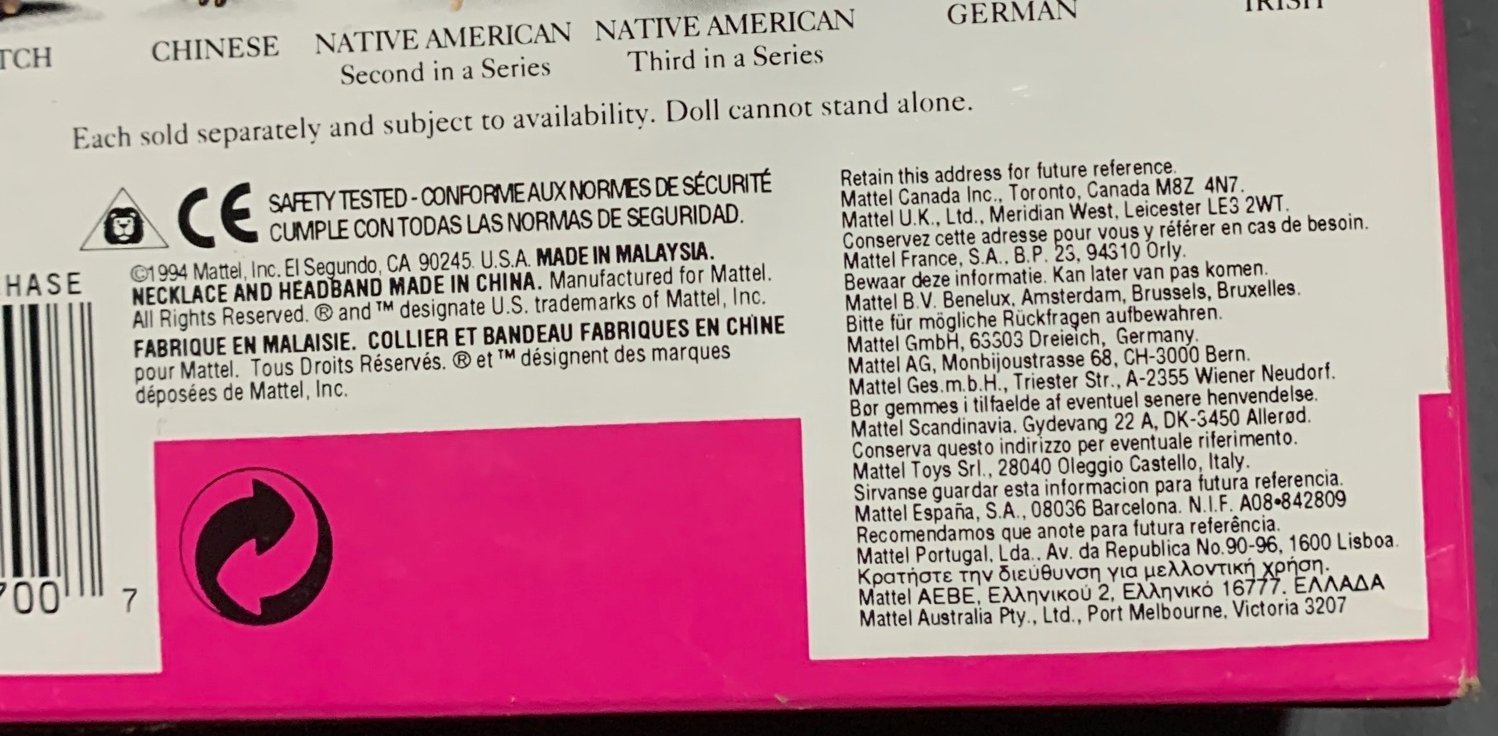 TCH CHINESE NATIVE AMERICAN NATIVE AMERICAN GERMAN IRISH
Second in a Series Third in a Series
Each sold separately and subject to availability. Doll cannot stand alone.
CE SAFETY TESTED - CONFORME AUX NORMES DE SÉCURITÉ
CUMPLE CON TODAS LAS NORMAS DE SEGURIDAD.
©1994 Mattel, Inc. El Segundo, CA 90245. U.S.A. MADE IN MALAYSIA.
NECKLACE AND HEADBAND MADE IN CHINA. Manufactured for Mattel.
All Rights Reserved. ® and ™ designate U.S. trademarks of Mattel, Inc.
FABRIQUE EN MALAISIE. COLLIER ET BANDEAU FABRIQUES EN CHINE
pour Mattel. Tous Droits Réservés. ® et ™ désignent des marques
déposées de Mattel, Inc.
HASE
700 7
Retain this address for future reference.
Mattel Canada Inc., Toronto, Canada M8Z 4N7.
Mattel U.K., Ltd., Meridian West, Leicester LE3 2WT.
Conservez cette adresse pour vous y référer en cas de besoin.
Mattel France, S.A., B.P. 23, 94310 Orly.
Bewaar deze informatie. Kan later van pas komen.
Mattel B.V. Benelux, Amsterdam, Brussels, Bruxelles.
Bitte für mögliche Rückfragen aufbewahren.
Mattel GmbH, 63303 Dreieich, Germany.
Mattel AG, Monbijoustrasse 68, CH-3000 Bern.
Mattel Ges.m.b.H., Triester Str., A-2355 Wiener Neudorf.
Bør gemmes i tilfaelde af eventuel senere henvendelse.
Mattel Scandinavia, Gydevang 22 A, DK-3450 Allerød.
Conserva questo indirizzo per eventuale riferimento.
Mattel Toys Srl., 28040 Oleggio Castello, Italy.
Sirvanse guardar esta informacion para futura referencia.
Mattel España, S.A., 08036 Barcelona. N.I.F. A08•842809
Recomendamos que anote para futura referência.
Mattel Portugal, Lda., Av. da Republica No.90-96, 1600 Lisboa.
Κρατήστε την διεύθυνση για μελλοντική χρήση.
Mattel AEBE, Ελληνικού 2, Ελληνικό 16777. ΕΛΛΑΔΑ
Mattel Australia Pty., Ltd., Port Melbourne, Victoria 3207